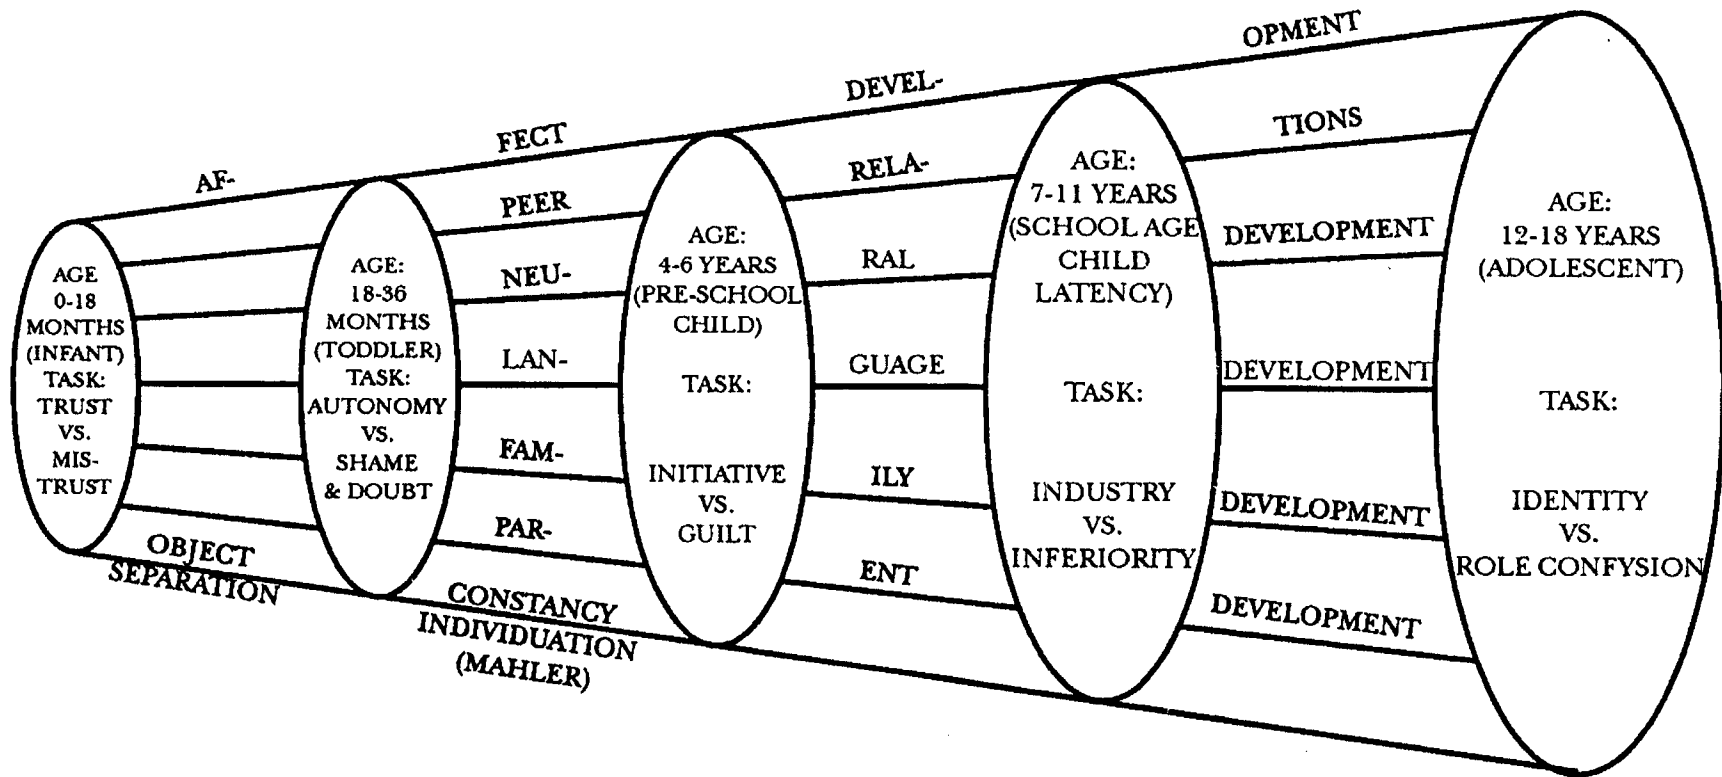 AF-
FECT
DEVEL-
OPMENT
PEER
RELA-
TIONS
NEU-
RAL
DEVELOPMENT
LAN-
GUAGE
DEVELOPMENT
FAM-
ILY
DEVELOPMENT
PAR-
ENT
DEVELOPMENT
OBJECT
CONSTANCY
SEPARATION
INDIVIDUATION
(MAHLER)
AGE
0-18
MONTHS
(INFANT)
TASK:
TRUST
VS.
MIS-
TRUST
AGE:
18-36
MONTHS
(TODDLER)
TASK:
AUTONOMY
VS.
SHAME
& DOUBT
AGE:
4-6 YEARS
(PRE-SCHOOL
CHILD)
TASK:
INITIATIVE
VS.
GUILT
AGE:
7-11 YEARS
(SCHOOL AGE
CHILD
LATENCY)
TASK:
INDUSTRY
VS.
INFERIORITY
AGE:
12-18 YEARS
(ADOLESCENT)
TASK:
IDENTITY
VS.
ROLE CONFYSION